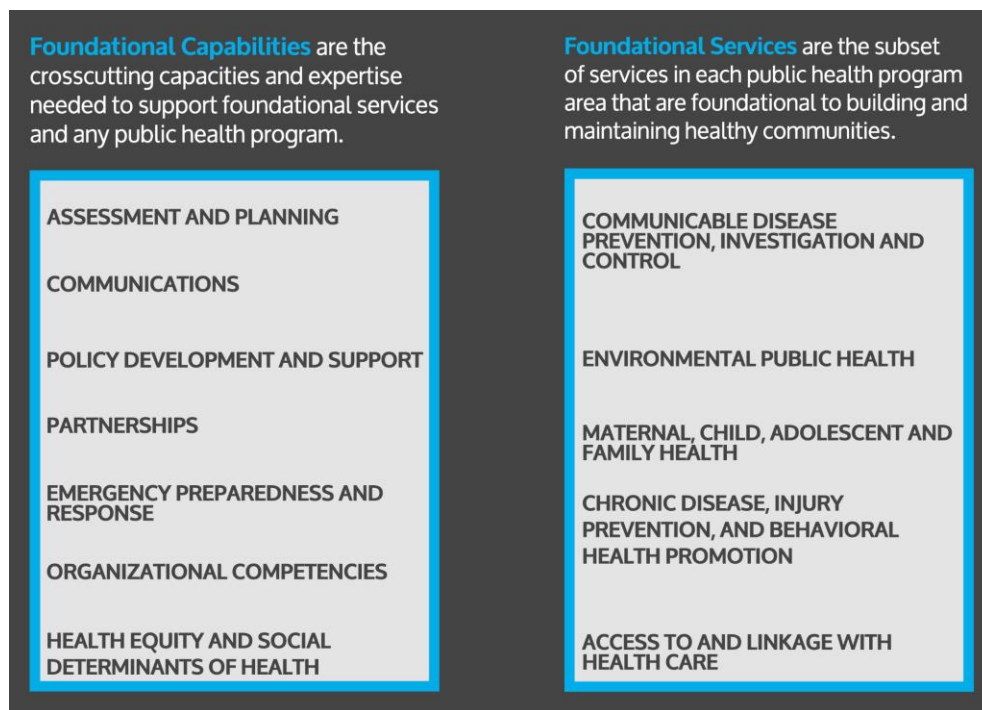 Foundational Capabilities are the
crosscutting capacities and expertise
needed to support foundational services
and any public health program.
ASSESSMENT AND PLANNING
COMMUNICATIONS
POLICY DEVELOPMENT AND SUPPORT
PARTNERSHIPS
EMERGENCY PREPAREDNESS AND
RESPONSE
ORGANIZATIONAL COMPETENCIES
HEALTH EQUITY AND SOCIAL
DETERMINANTS OF HEALTH
Foundational Services are the subset
of services in each public health program
area that are foundational to building and
maintaining healthy communities.
COMMUNICABLE DISEASE
PREVENTION, INVESTIGATION AND
CONTROL
ENVIRONMENTAL PUBLIC HEALTH
MATERNAL, CHILD, ADOLESCENT AND
FAMILY HEALTH
CHRONIC DISEASE, INJURY
PREVENTION, AND BEHAVIORAL
HEALTH PROMOTION
ACCESS TO AND LINKAGE WITH
HEALTH CARE